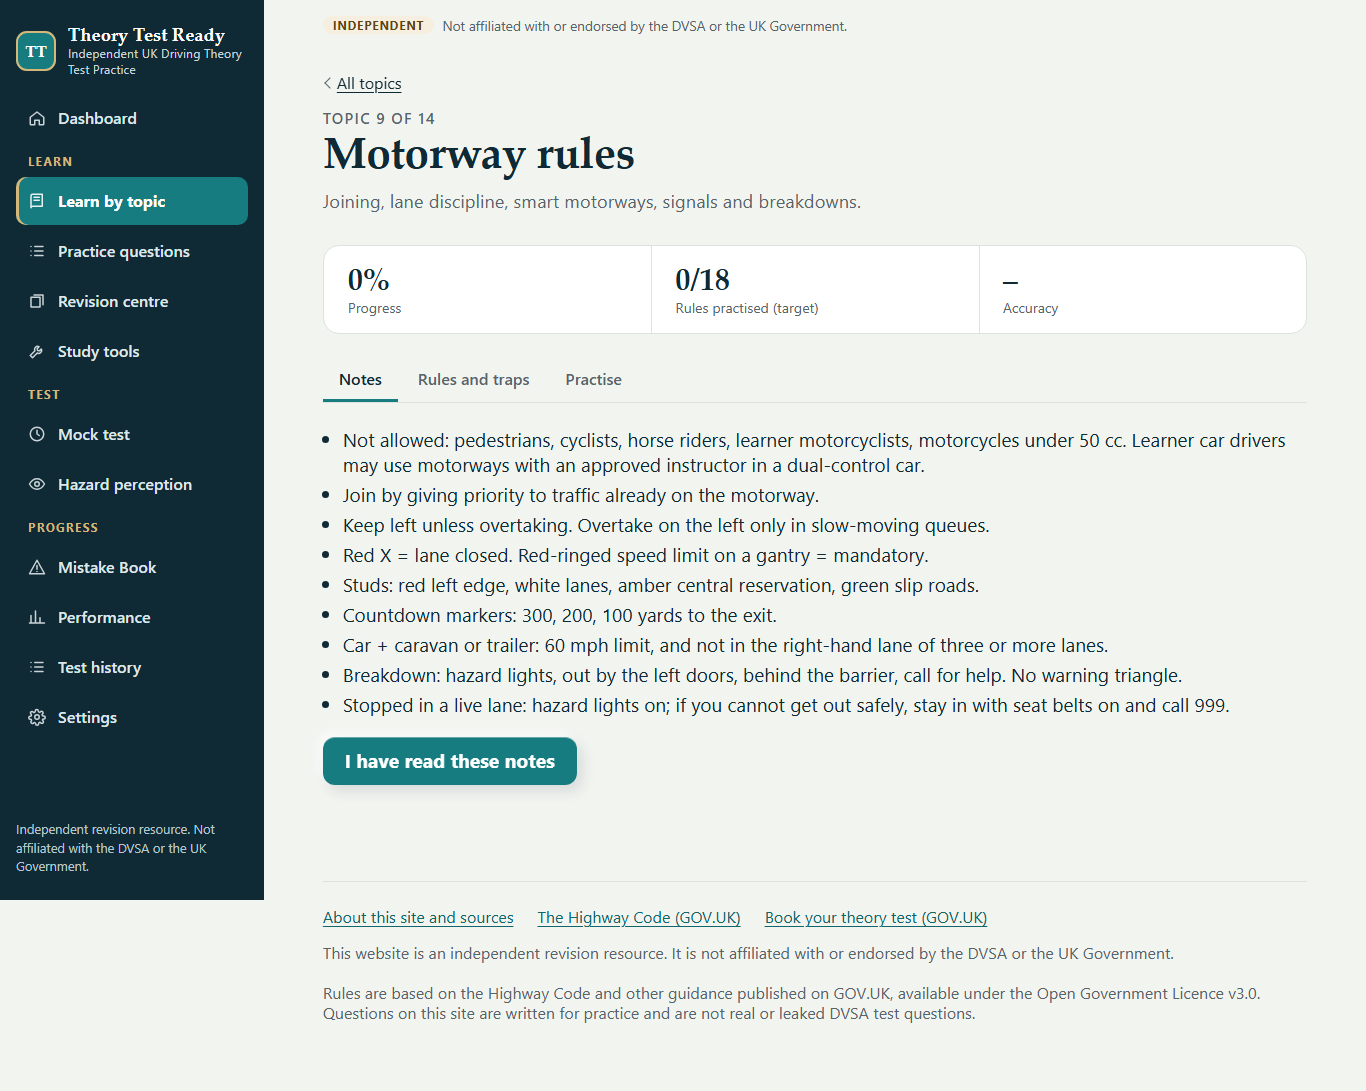 TT
Theory Test Ready
Independent UK Driving Theory
Test Practice
Dashboard
LEARN
Learn by topic
Practice questions
Revision centre
Study tools
TEST
Mock test
Hazard perception
PROGRESS
Mistake Book
Performance
Test history
Settings
Independent revision resource. Not
affiliated with the DVSA or the UK
Government.
INDEPENDENT Not affiliated with or endorsed by the DVSA or the UK Government.
All topics
TOPIC 9 OF 14
Motorway rules
Joining, lane discipline, smart motorways, signals and breakdowns.
0%
Progress
0/18
Rules practised (target)
–
Accuracy
Notes Rules and traps Practise
• Not allowed: pedestrians, cyclists, horse riders, learner motorcyclists, motorcycles under 50 cc. Learner car drivers
may use motorways with an approved instructor in a dual-control car.
• Join by giving priority to traffic already on the motorway.
• Keep left unless overtaking. Overtake on the left only in slow-moving queues.
• Red X = lane closed. Red-ringed speed limit on a gantry = mandatory.
• Studs: red left edge, white lanes, amber central reservation, green slip roads.
• Countdown markers: 300, 200, 100 yards to the exit.
• Car + caravan or trailer: 60 mph limit, and not in the right-hand lane of three or more lanes.
• Breakdown: hazard lights, out by the left doors, behind the barrier, call for help. No warning triangle.
• Stopped in a live lane: hazard lights on; if you cannot get out safely, stay in with seat belts on and call 999.
I have read these notes
About this site and sources The Highway Code (GOV.UK) Book your theory test (GOV.UK)
This website is an independent revision resource. It is not affiliated with or endorsed by the DVSA or the UK Government.
Rules are based on the Highway Code and other guidance published on GOV.UK, available under the Open Government Licence v3.0.
Questions on this site are written for practice and are not real or leaked DVSA test questions.